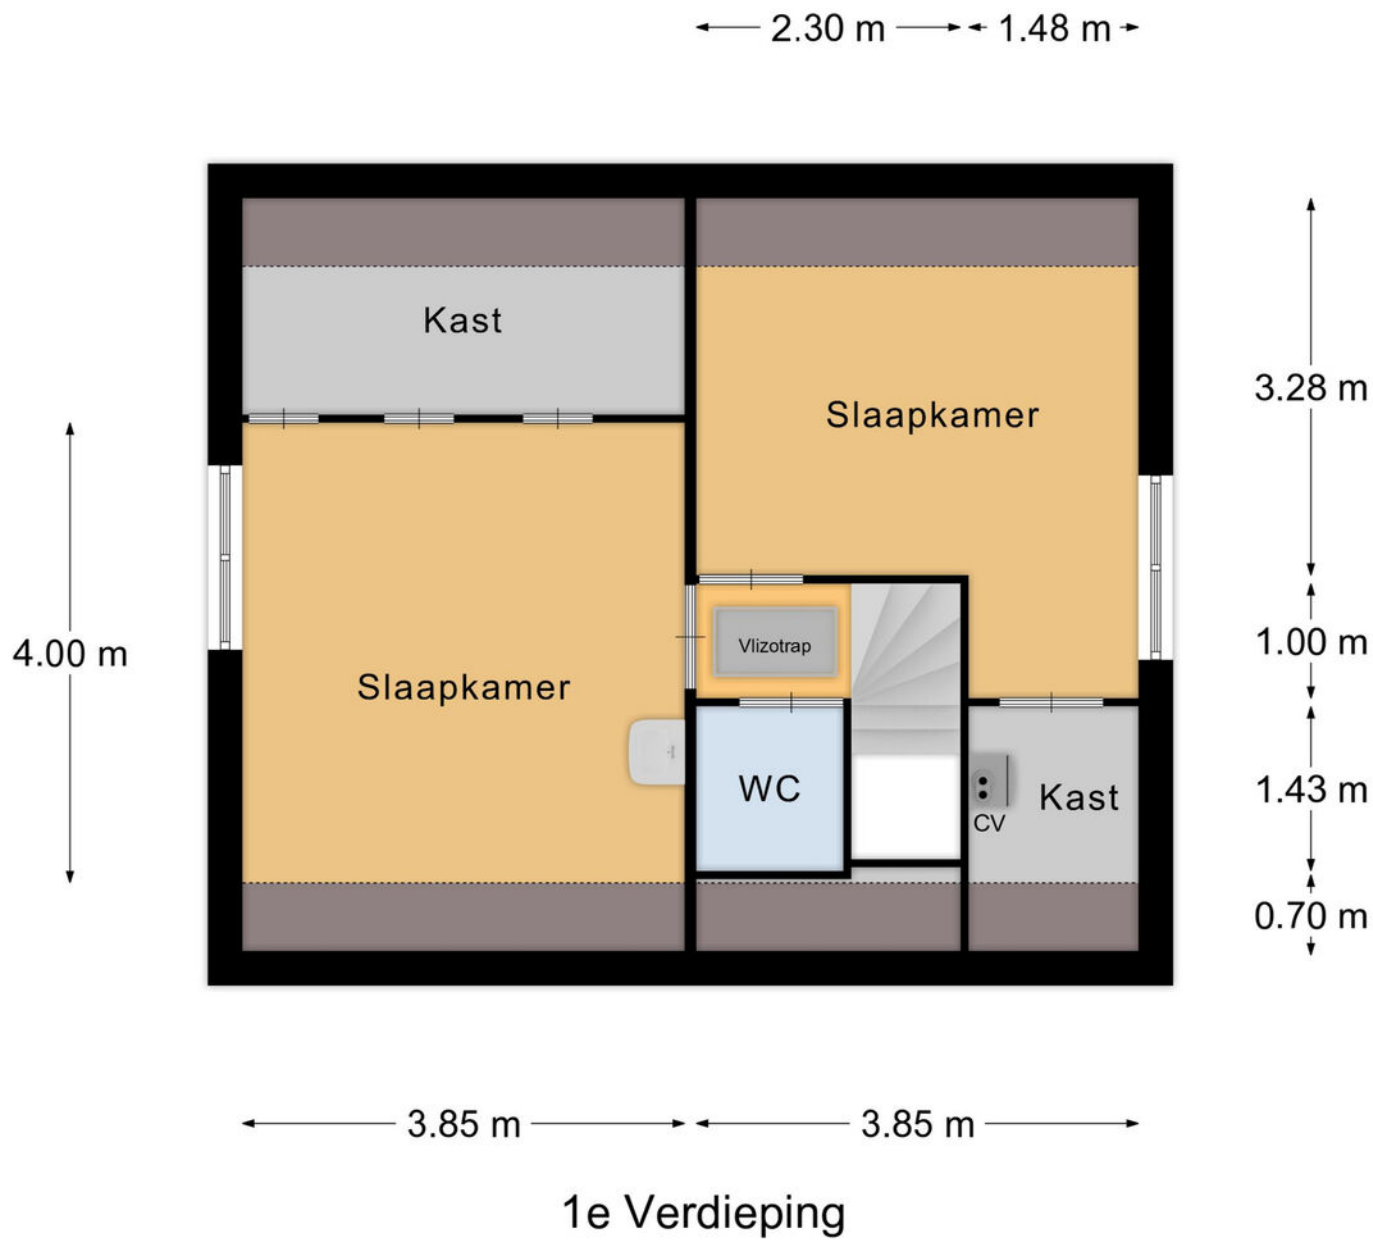 2.30 m
1.48 m
Kast
3.28 m
Slaapkamer
4.00 m
Vlizotrap
1.00 m
Slaapkamer
WC
Kast
1.43 m
CV
0.70 m
3.85 m
3.85 m
1e Verdieping